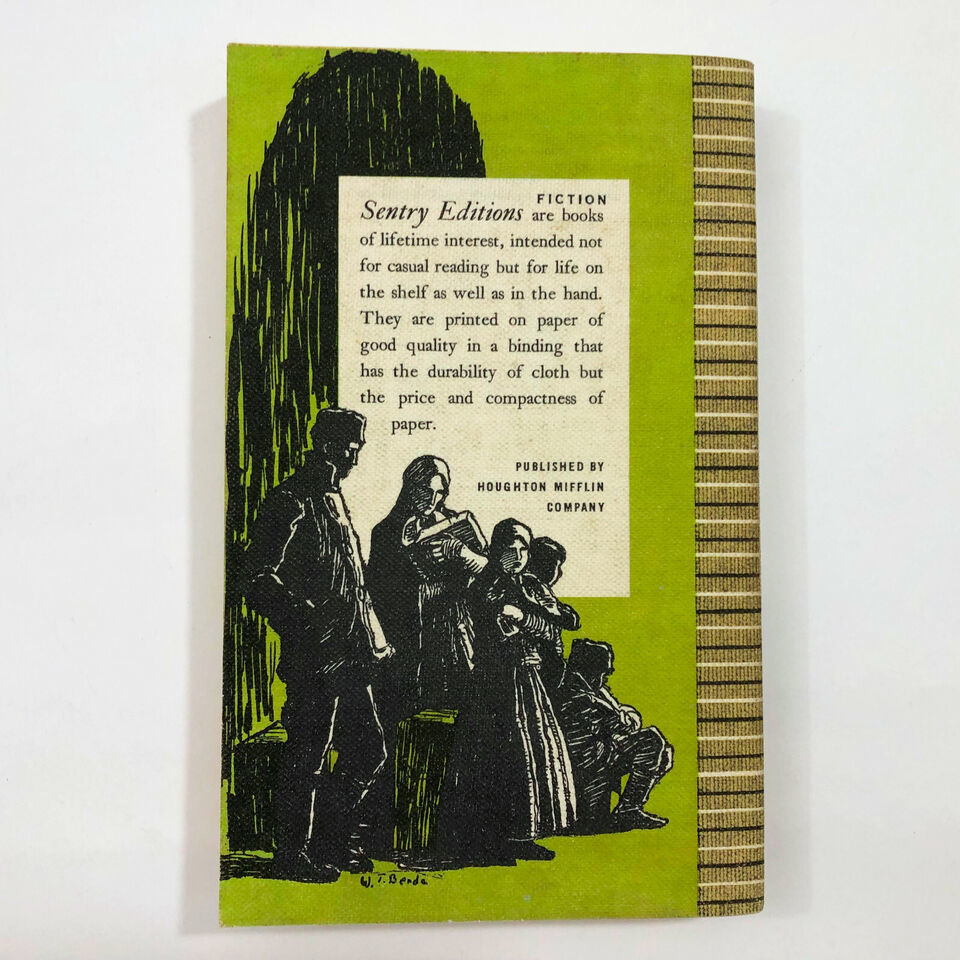 FICTION
Sentry Editions are books
of lifetime interest, intended not
for casual reading but for life on
the shelf as well as in the hand.
They are printed on paper of
good quality in a binding that
has the durability of cloth but
the price and compactness of
paper.
PUBLISHED BY
HOUGHTON MIFFLIN
COMPANY
W. T. Benda